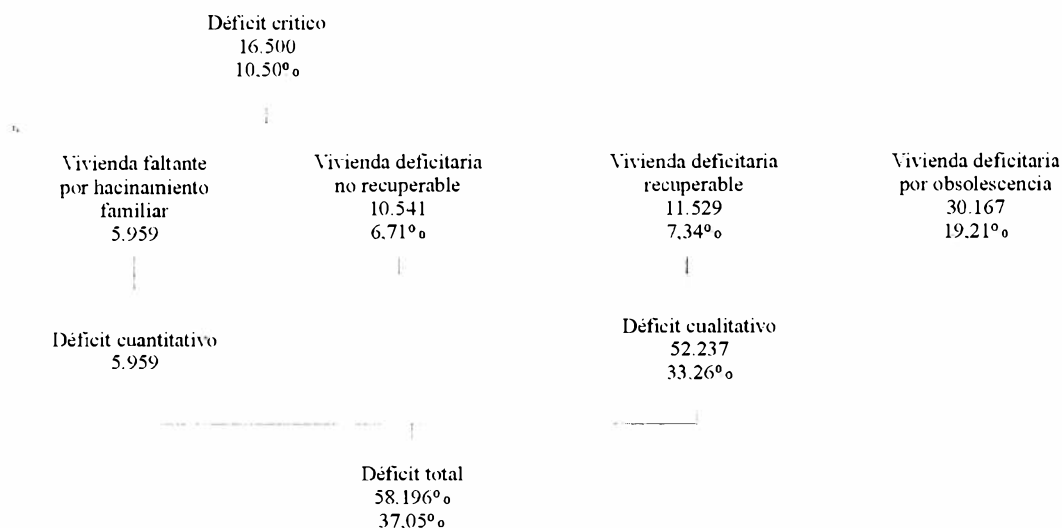 Déficit critico
16.500
10,50%
Vivienda faltante
por hacinamiento
familiar
5.959
Vivienda deficitaria
no recuperable
10.541
6,71%
Vivienda deficitaria
recuperable
11.529
7,34%
Vivienda deficitaria
por obsolescencia
30.167
19,21%
Déficit cuantitativo
5.959
Déficit cualitativo
52.237
33,26%
Déficit total
58.196%
37,05%